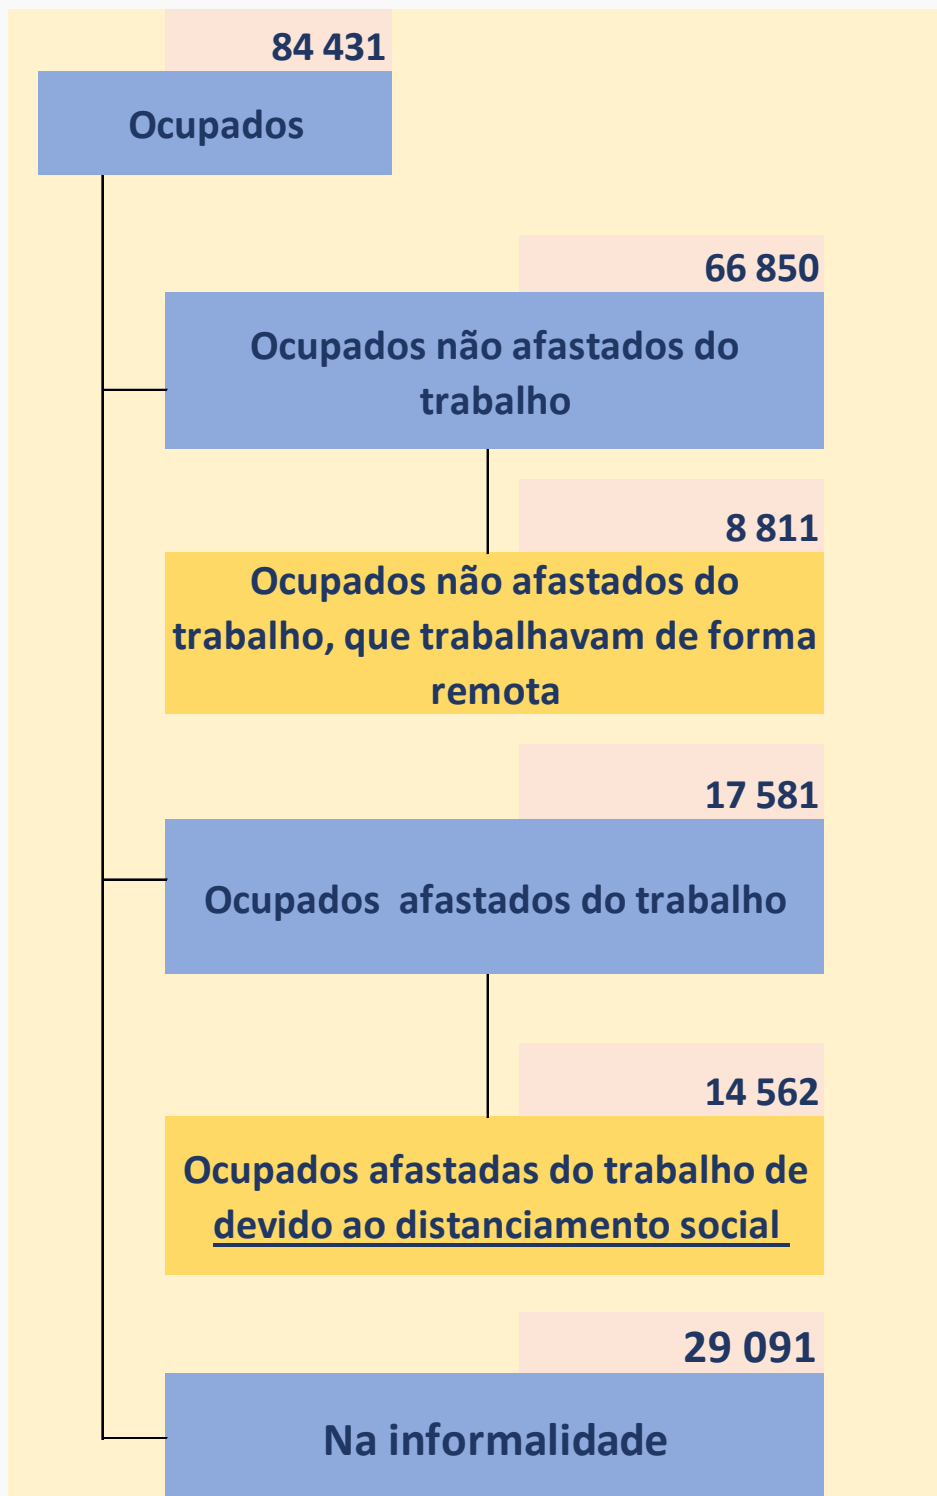 84 431
Ocupados
66 850
Ocupados não afastados do
trabalho
8 811
Ocupados não afastados do
trabalho, que trabalhavam de forma
remota
17 581
Ocupados  afastados do trabalho
14 562
Ocupados afastadas do trabalho de
devido ao distanciamento social
29 091
Na informalidade